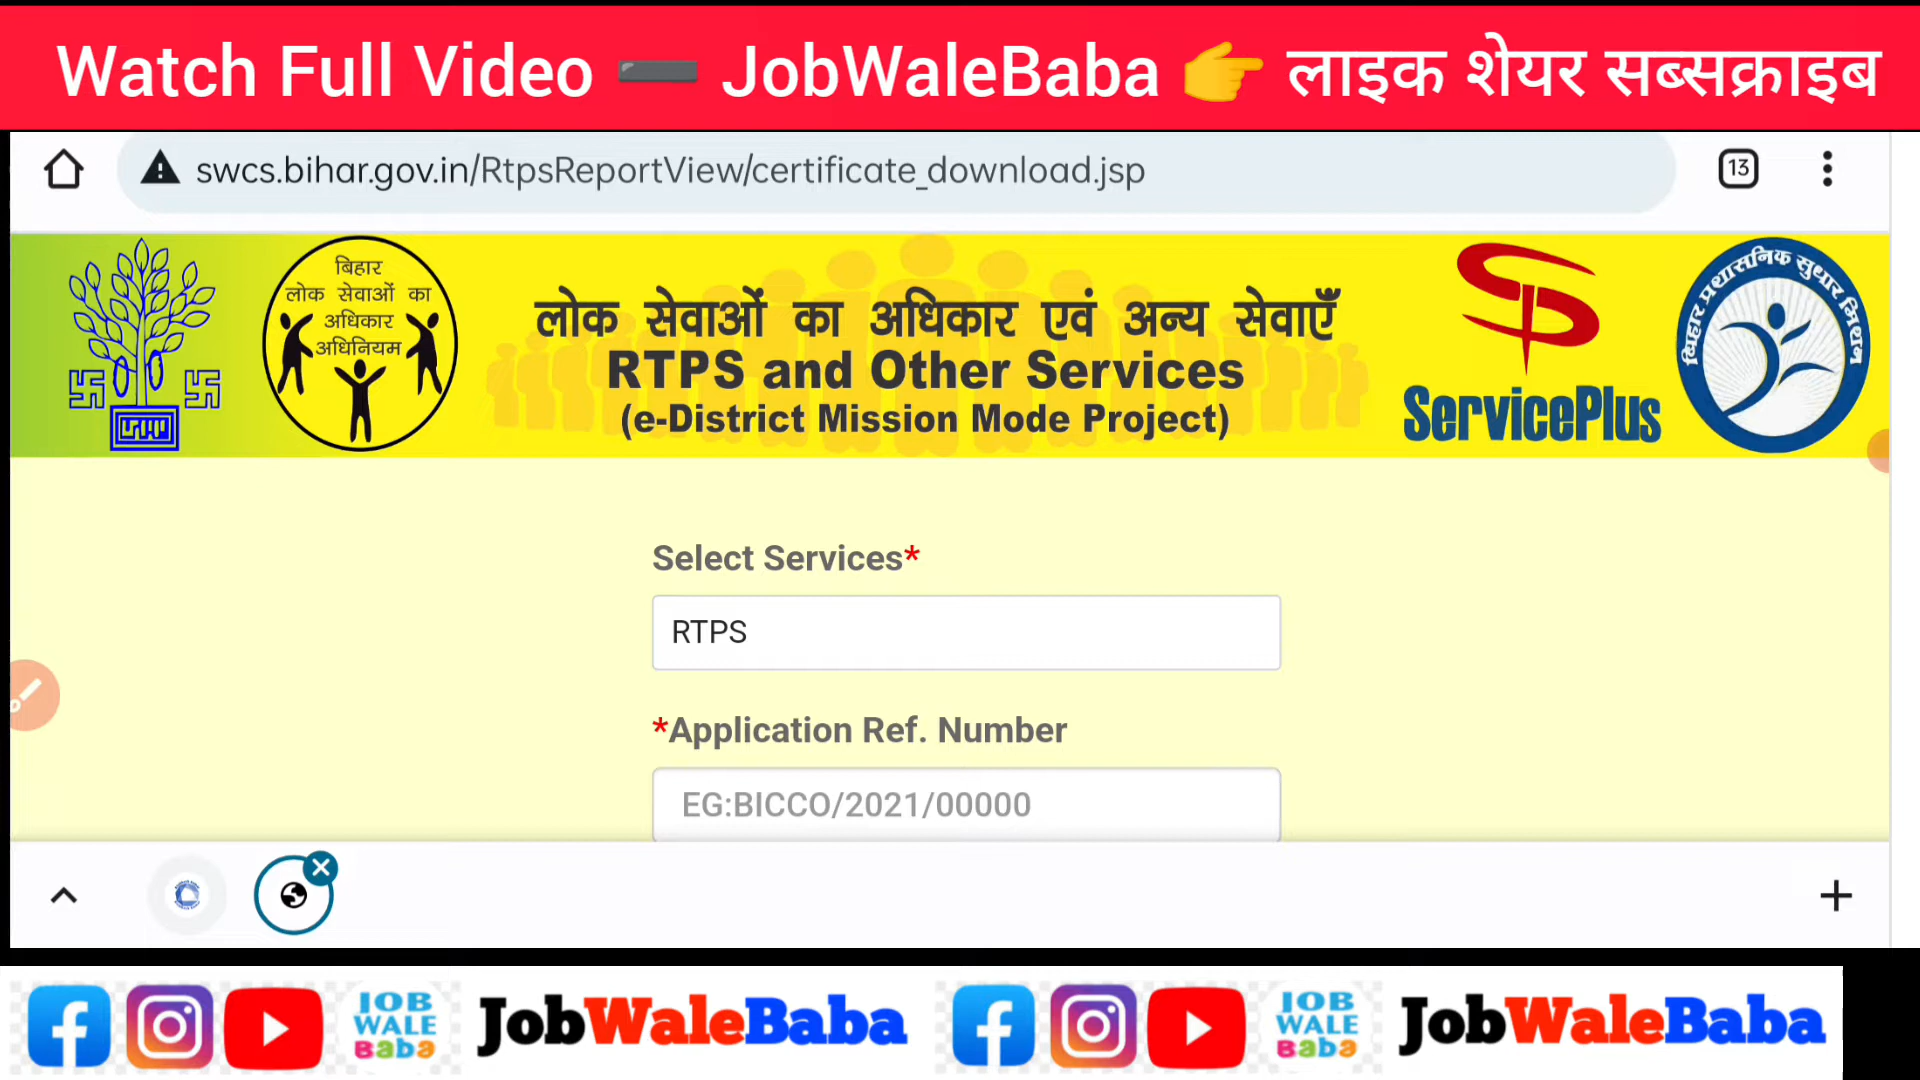 Watch Full Video ➖ JobWaleBaba 👉 लाइक शेयर सब्सक्राइब
swcs.bihar.gov.in/RtpsReportView/certificate_download.jsp
13
बिहार
लोक सेवाओं का
अधिकार
अधिनियम
लोक सेवाओं का अधिकार एवं अन्य सेवाएँ
RTPS and Other Services
(e-District Mission Mode Project)
ServicePlus
बिहार प्रशासनिक सुधार मिशन
Select Services*
RTPS
*Application Ref. Number
EG:BICCO/2021/00000
JOB
WALE
Baba
JobWaleBaba
JOB
WALE
Baba
JobWaleBaba